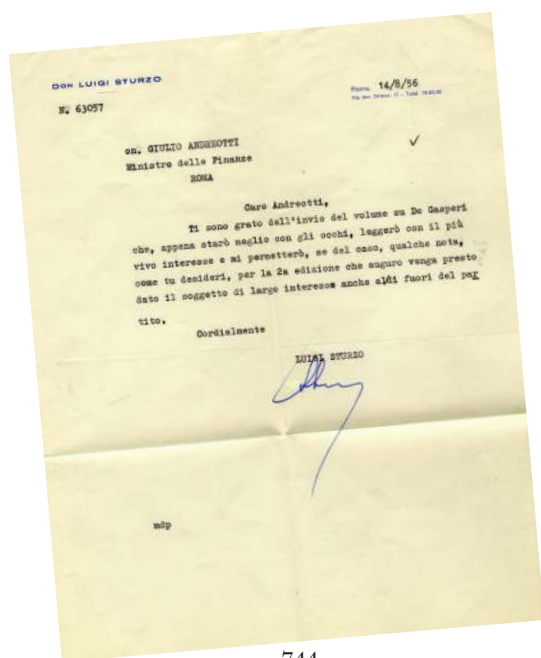 DON LUIGI STURZO
Roma, 14/8/56
N. 63057
on. GIULIO ANDREOTTI
Ministro delle Finanze
ROMA
Caro Andreotti,
Ti sono grato dell'invio del volume su De Gasperi
che, appena starò meglio con gli occhi, leggerò con il più
vivo interesse e mi permetterò, se del caso, qualche nota,
come tu desideri, per la 2a edizione che auguro venga presto
dato il soggetto di largo interesse anche aldi fuori del par
tito.
Cordialmente
LUIGI STURZO
mdp
744